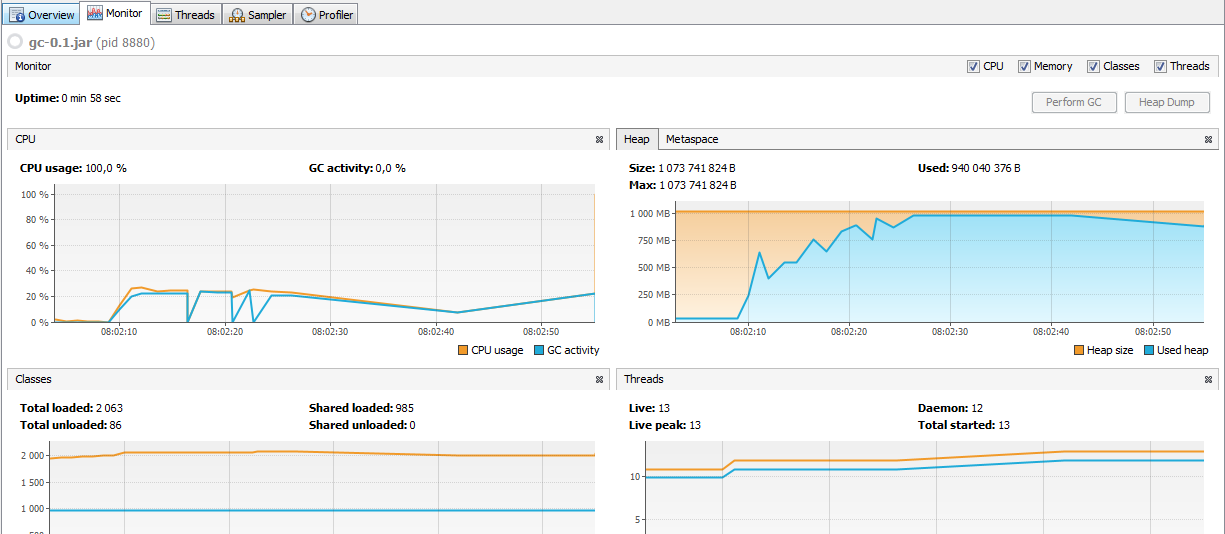 Overview Monitor Threads Sampler Profiler
gc-0.1.jar (pid 8880)
Monitor CPU Memory Classes Threads
Uptime: 0 min 58 sec Perform GC Heap Dump
CPU
CPU usage: 100,0 % GC activity: 0,0 %
100 %
80 %
60 %
40 %
20 %
0 %
08:02:10 08:02:20 08:02:30 08:02:40 08:02:50
CPU usage GC activity
Heap Metaspace
Size: 1 073 741 824 B Used: 940 040 376 B
Max: 1 073 741 824 B
1 000 MB
750 MB
500 MB
250 MB
0 MB
08:02:10 08:02:20 08:02:30 08:02:40 08:02:50
Heap size Used heap
Classes
Total loaded: 2 063 Shared loaded: 985
Total unloaded: 86 Shared unloaded: 0
2 000
1 500
1 000
500
Threads
Live: 13 Daemon: 12
Live peak: 13 Total started: 13
10
5